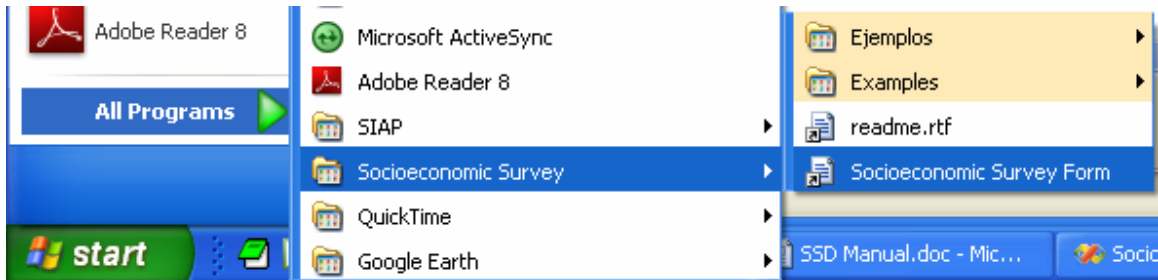 Adobe Reader 8
All Programs
start
Microsoft ActiveSync
Adobe Reader 8
SIAP
Socioeconomic Survey
QuickTime
Google Earth
Ejemplos
Examples
readme.rtf
Socioeconomic Survey Form
SSD Manual.doc - Mic...